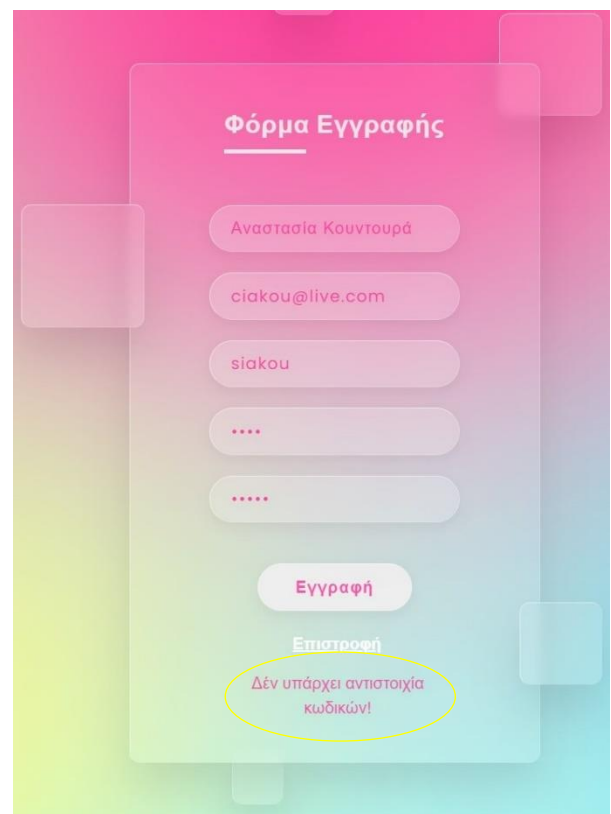 Φόρμα Εγγραφής
Αναστασία Κουντουρά
ciakou@live.com
siakou
••••
•••••
Εγγραφή
Επιστροφή
Δέν υπάρχει αντιστοιχία
κωδικών!